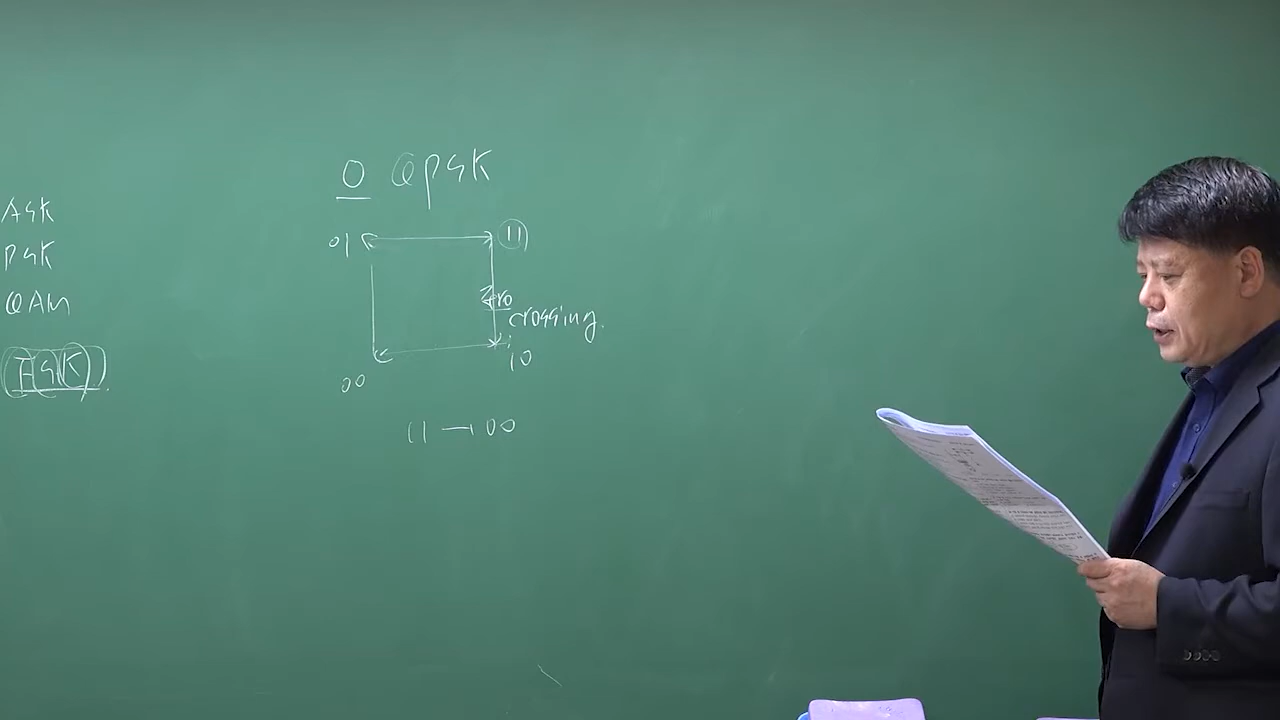 ASK
PSK
QAM
FSK
O QPSK
01 11
Zero
crossing.
00 10
11 → 00